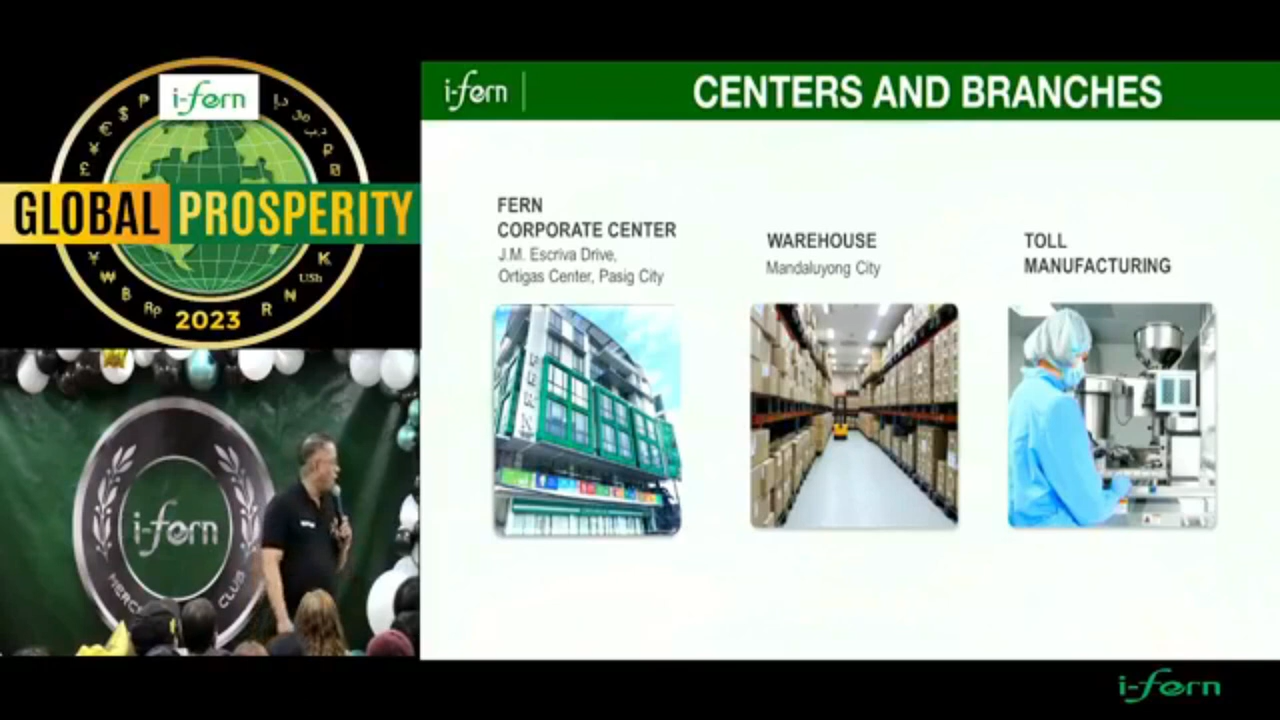 i-fern
GLOBAL PROSPERITY
2023
i-fern
CENTERS AND BRANCHES
FERN
CORPORATE CENTER
J.M. Escriva Drive,
Ortigas Center, Pasig City
WAREHOUSE
Mandaluyong City
TOLL
MANUFACTURING
i-fern
CLUB
i-fern